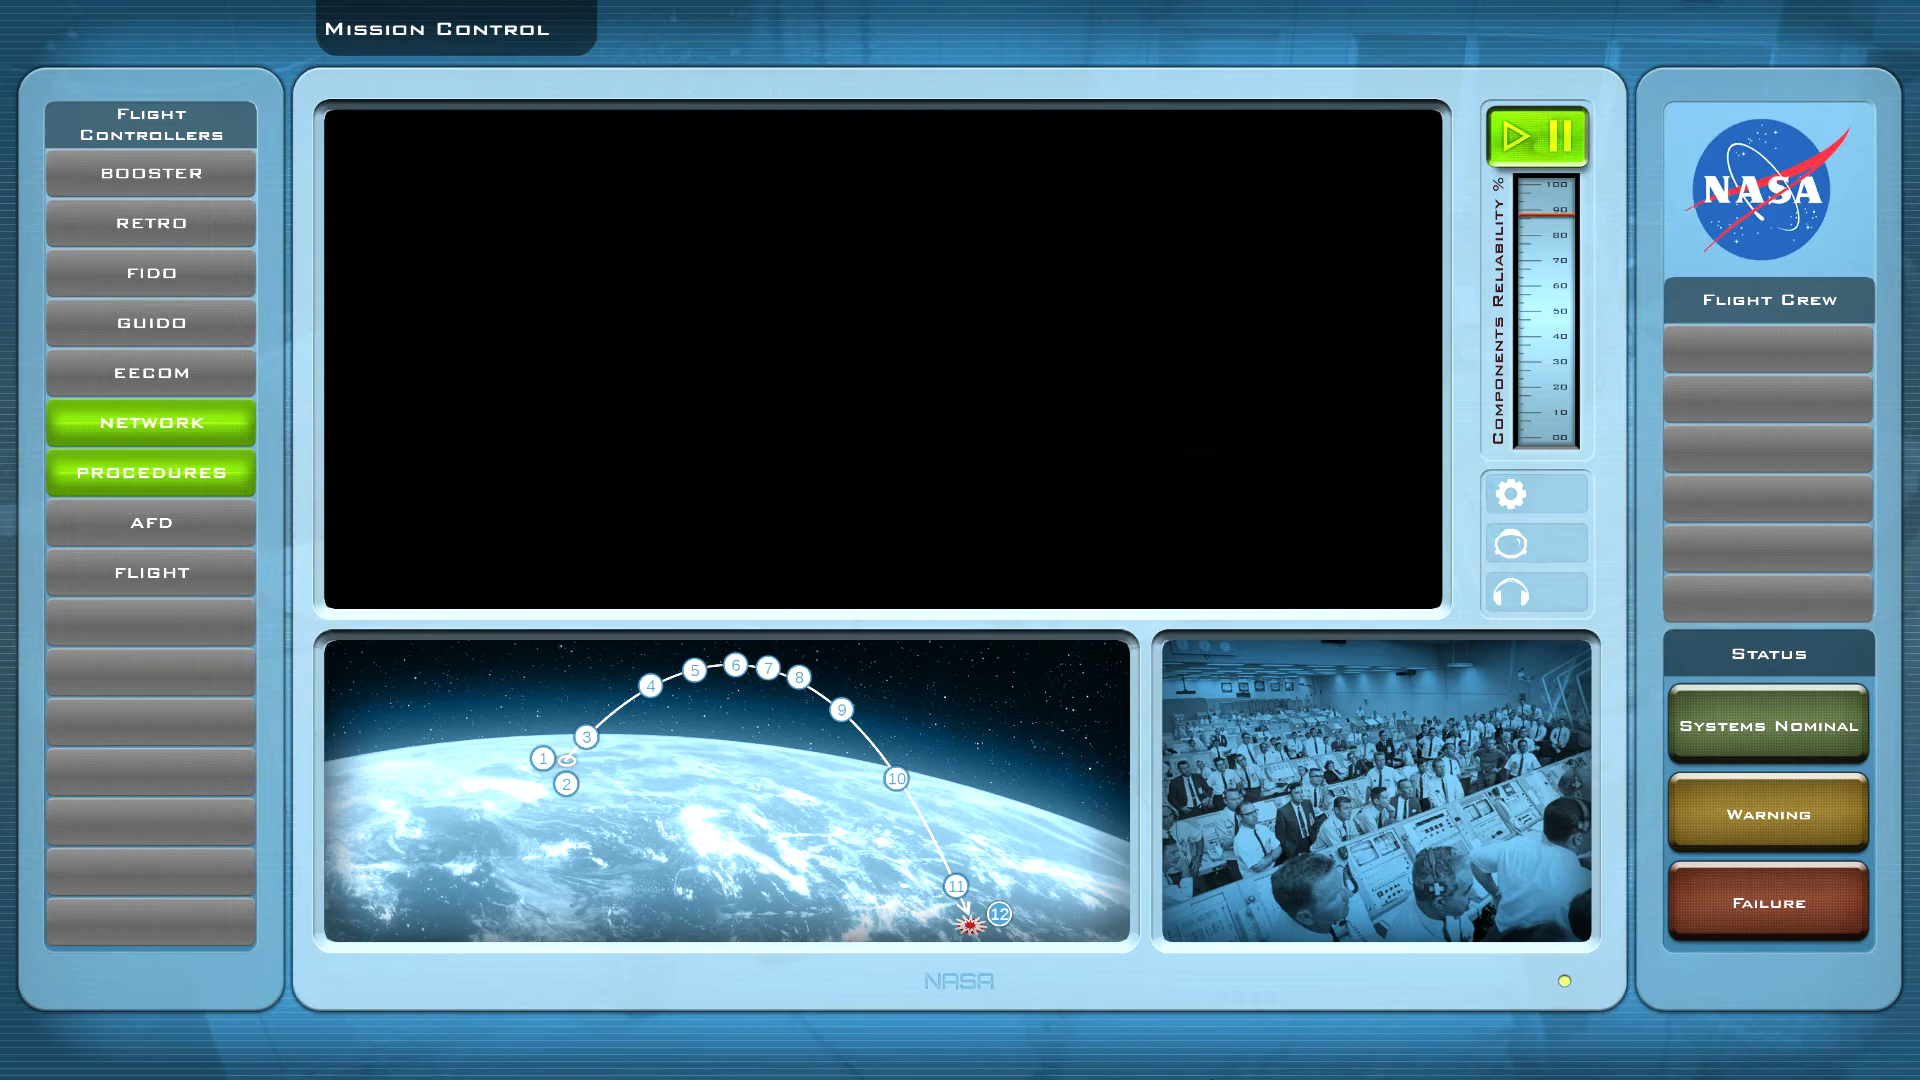 Mission Control
Flight
Controllers
BOOSTER
RETRO
FIDO
GUIDO
EECOM
NETWORK
PROCEDURES
AFD
FLIGHT
Components Reliability %
100
90
80
70
60
50
40
30
20
10
00
NASA
Flight Crew
Status
Systems Nominal
Warning
Failure
1
2
3
4
5
6
7
8
9
10
11
12
NASA